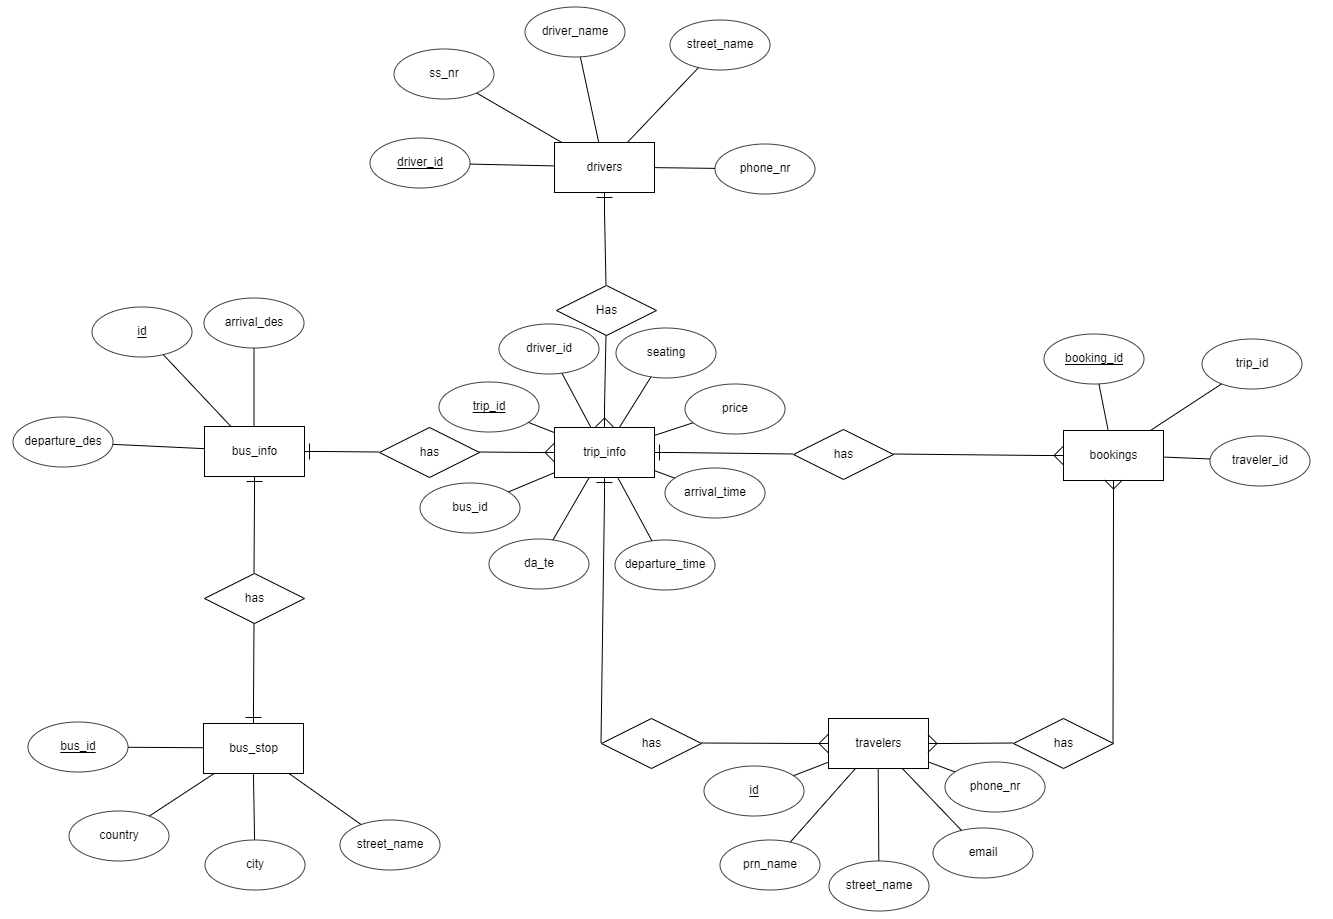 driver_name
street_name
ss_nr
driver_id
drivers
phone_nr
Has
id
arrival_des
driver_id
seating
booking_id
trip_id
trip_id
price
departure_des
bus_info
has
trip_info
has
bookings
traveler_id
bus_id
arrival_time
da_te
departure_time
has
bus_id
bus_stop
has
travelers
has
id
phone_nr
country
city
street_name
prn_name
email
street_name